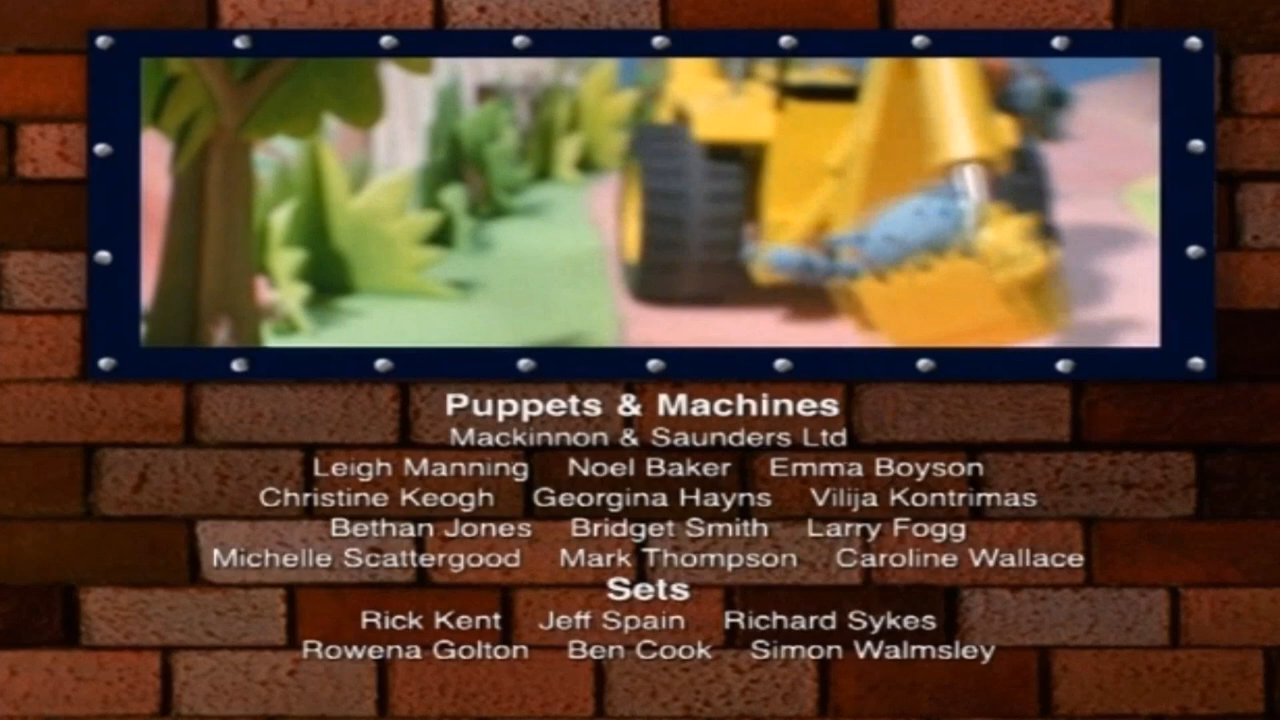 Puppets & Machines
Mackinnon & Saunders Ltd
Leigh Manning Noel Baker Emma Boyson
Christine Keogh Georgina Hayns Vilija Kontrimas
Bethan Jones Bridget Smith Larry Fogg
Michelle Scattergood Mark Thompson Caroline Wallace
Sets
Rick Kent Jeff Spain Richard Sykes
Rowena Golton Ben Cook Simon Walmsley